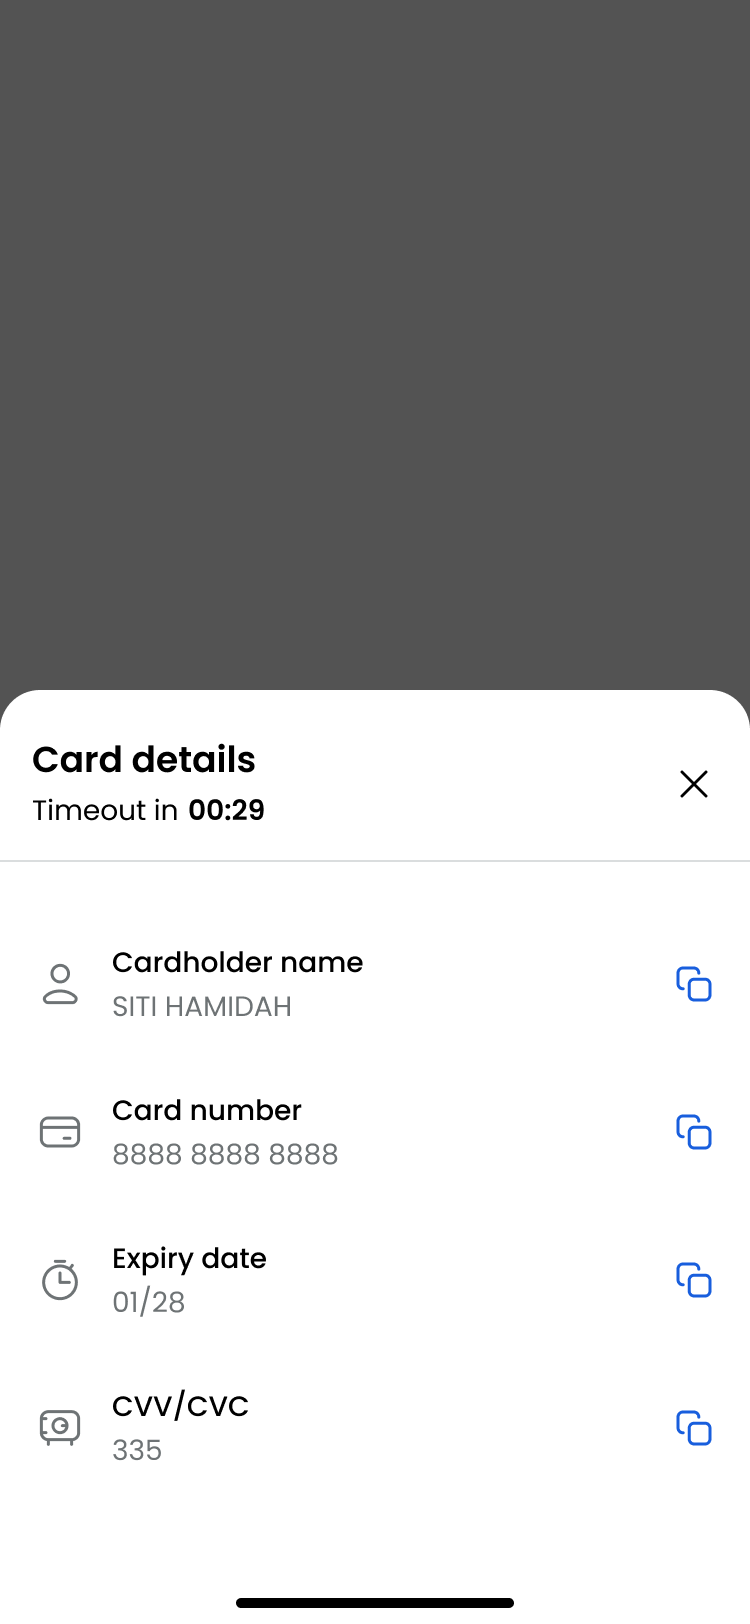 Card details
Timeout in 00:29
Cardholder name
SITI HAMIDAH
Card number
8888 8888 8888
Expiry date
01/28
CVV/CVC
335